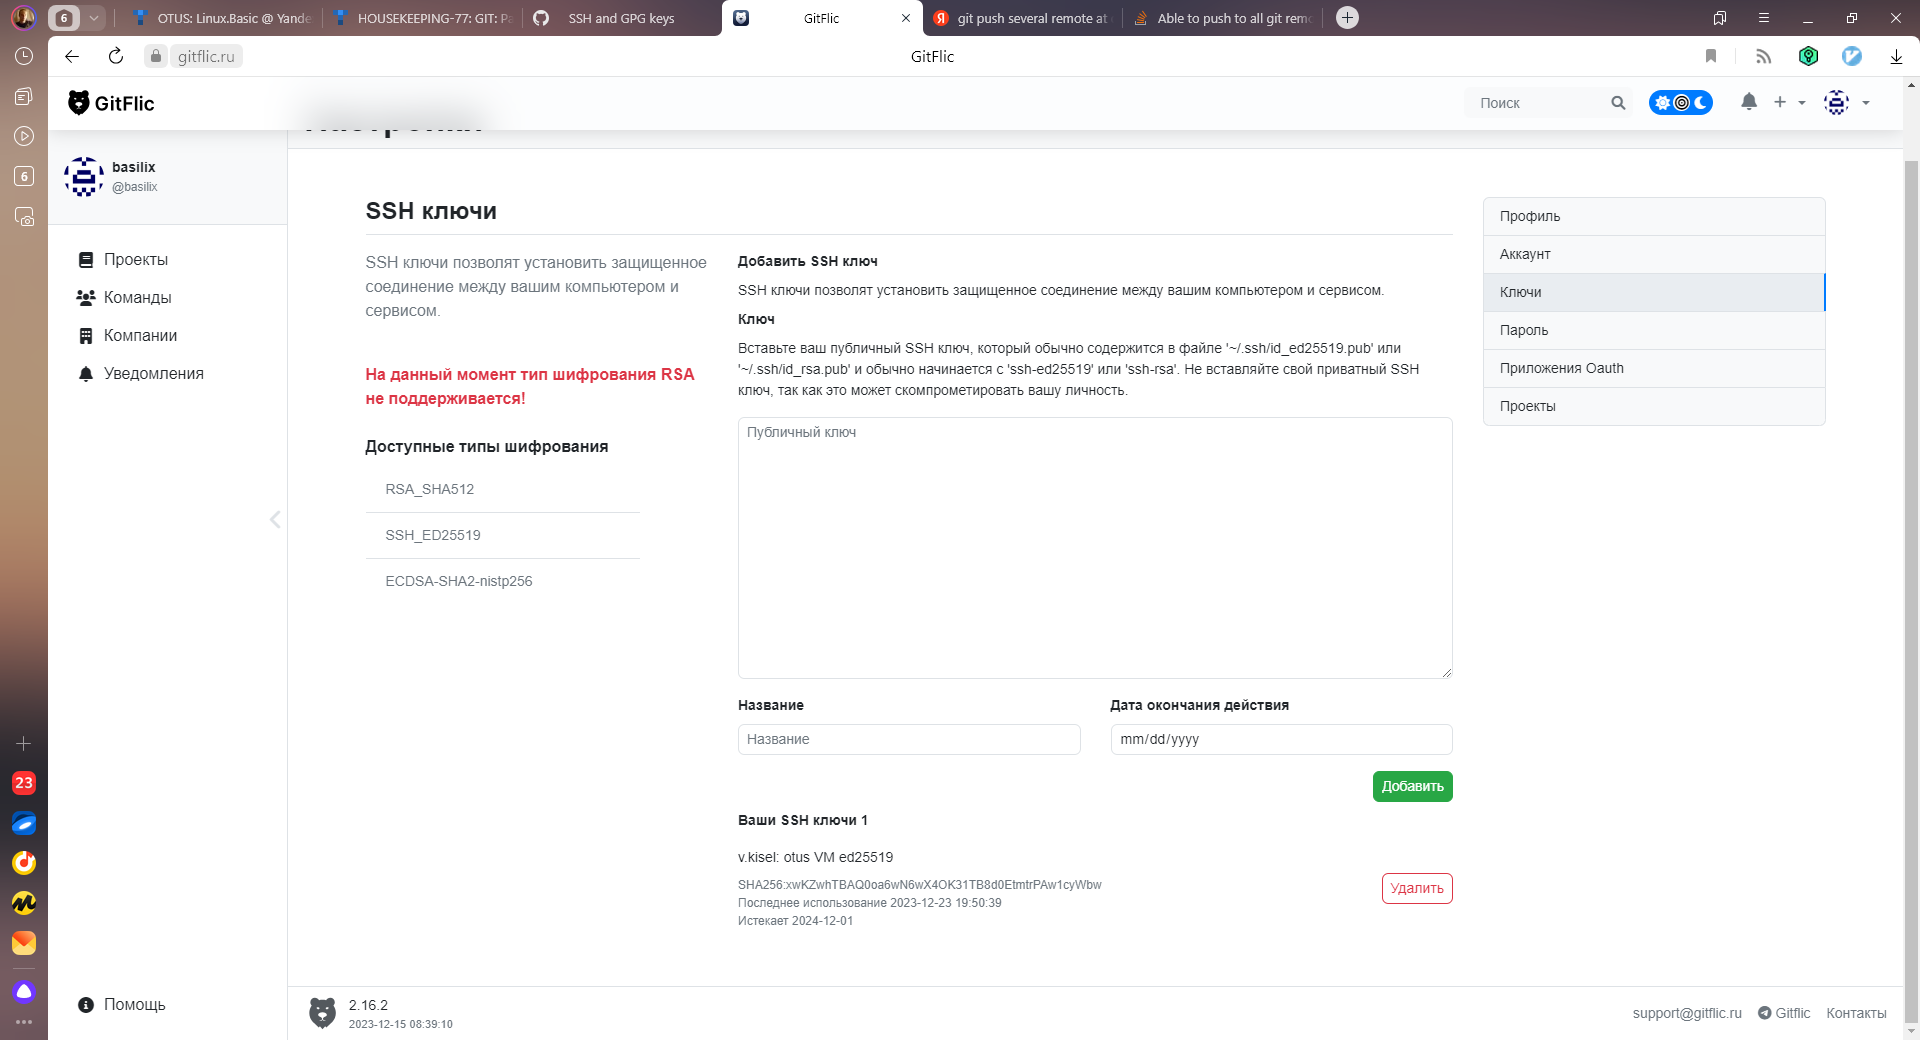 6
OTUS: Linux.Basic @ Yande
HOUSEKEEPING-77: GIT: Ра
SSH and GPG keys
GitFlic
git push several remote at
Able to push to all git rem
gitflic.ru
GitFlic
GitFlic
Поиск
Настройки
basilix
@basilix
6
Проекты
Команды
Компании
Уведомления
SSH ключи
SSH ключи позволят установить защищенное
соединение между вашим компьютером и
сервисом.
На данный момент тип шифрования RSA
не поддерживается!
Доступные типы шифрования
RSA_SHA512
SSH_ED25519
ECDSA-SHA2-nistp256
Добавить SSH ключ
SSH ключи позволят установить защищенное соединение между вашим компьютером и сервисом.
Ключ
Вставьте ваш публичный SSH ключ, который обычно содержится в файле '~/.ssh/id_ed25519.pub' или
'~/.ssh/id_rsa.pub' и обычно начинается с 'ssh-ed25519' или 'ssh-rsa'. Не вставляйте свой приватный SSH
ключ, так как это может скомпрометировать вашу личность.
Публичный ключ
Название
Дата окончания действия
Название
mm/dd/yyyy
Добавить
Ваши SSH ключи 1
v.kisel: otus VM ed25519
SHA256:xwKZwhTBAQ0oa6wN6wX4OK31TB8d0EtmtrPAw1cyWbw
Последнее использование 2023-12-23 19:50:39
Истекает 2024-12-01
Удалить
Профиль
Аккаунт
Ключи
Пароль
Приложения Oauth
Проекты
23
Помощь
2.16.2
2023-12-15 08:39:10
support@gitflic.ru
Gitflic
Контакты